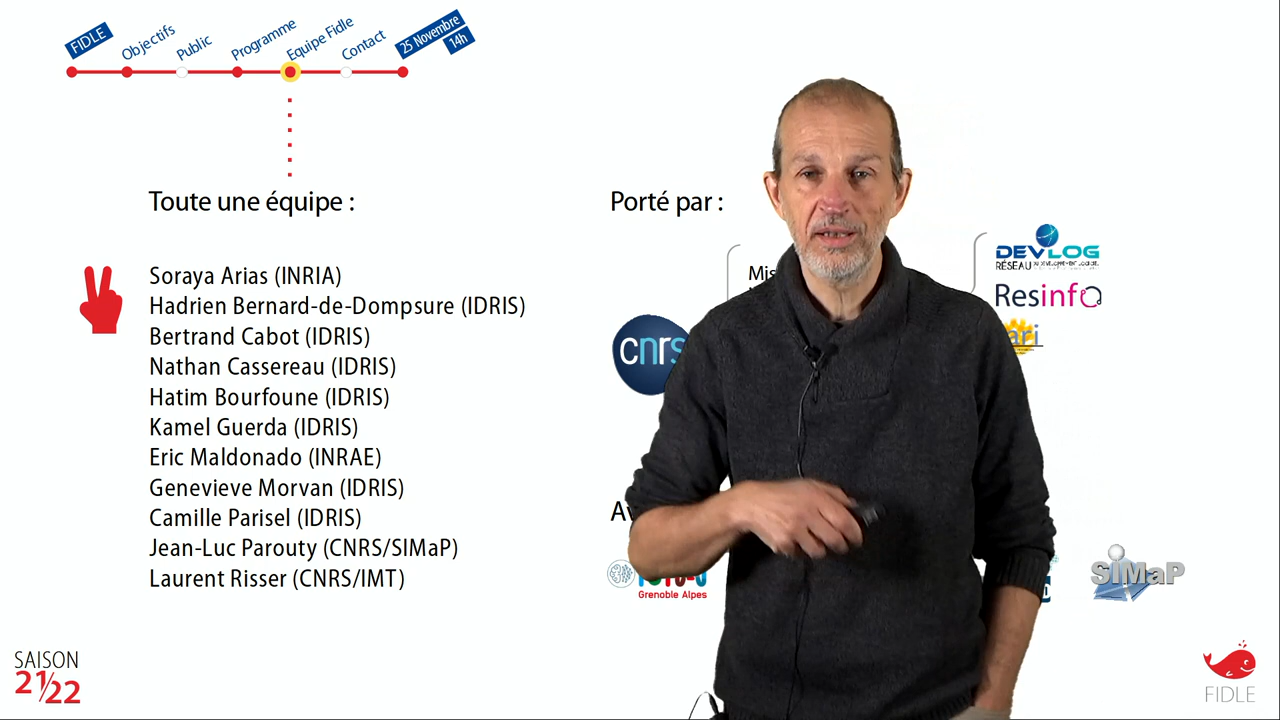 FIDLE
Objectifs
Public
Programme
Equipe Fidle
Contact
25 Novembre
14h
Toute une équipe :
Soraya Arias (INRIA)
Hadrien Bernard-de-Dompsure (IDRIS)
Bertrand Cabot (IDRIS)
Nathan Cassereau (IDRIS)
Hatim Bourfoune (IDRIS)
Kamel Guerda (IDRIS)
Eric Maldonado (INRAE)
Genevieve Morvan (IDRIS)
Camille Parisel (IDRIS)
Jean-Luc Parouty (CNRS/SIMaP)
Laurent Risser (CNRS/IMT)
Porté par :
cnrs
DEVLOG
RÉSEAU
Resinfo
Grenoble Alpes
SIMaP
SAISON
21/22
FIDLE